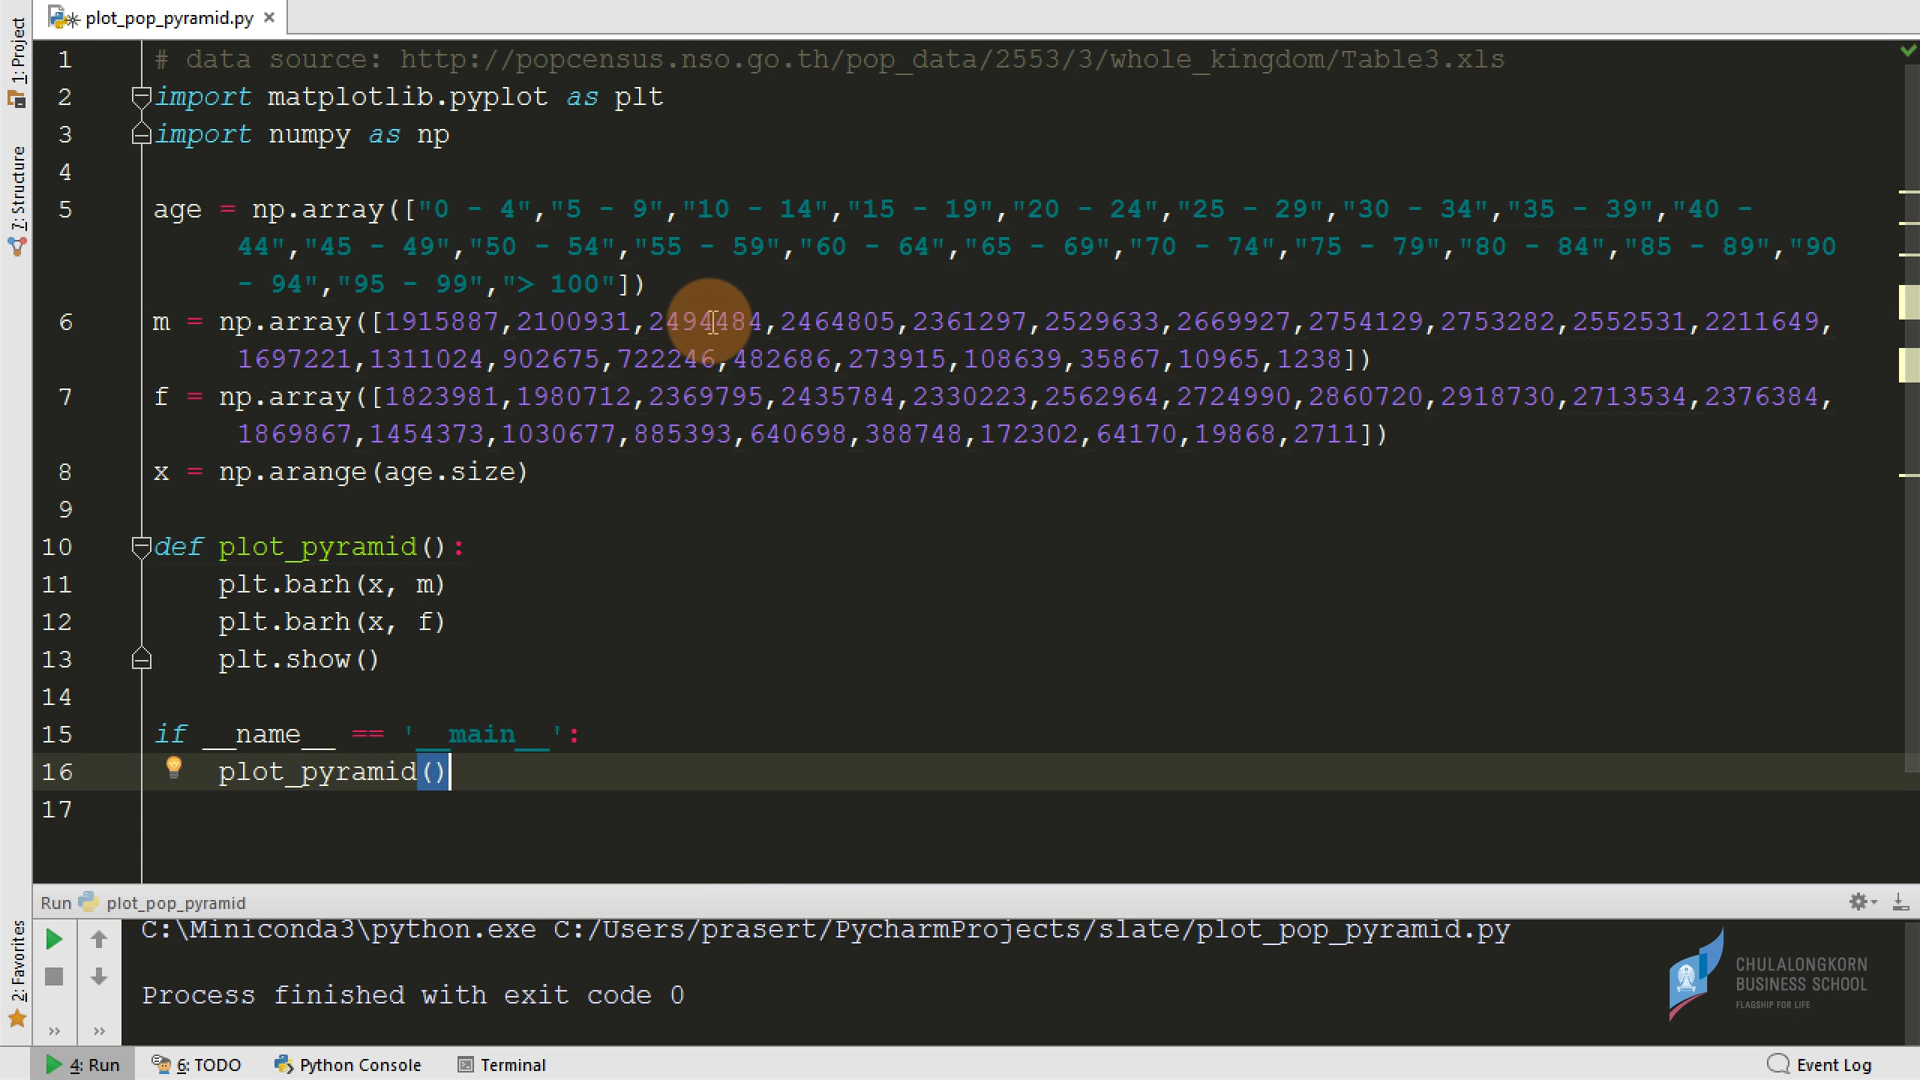 plot_pop_pyramid.py
1: Project
7: Structure
2: Favorites
1 # data source: http://popcensus.nso.go.th/pop_data/2553/3/whole_kingdom/Table3.xls
2 import matplotlib.pyplot as plt
3 import numpy as np
4
5 age = np.array(["0 - 4","5 - 9","10 - 14","15 - 19","20 - 24","25 - 29","30 - 34","35 - 39","40 -
44","45 - 49","50 - 54","55 - 59","60 - 64","65 - 69","70 - 74","75 - 79","80 - 84","85 - 89","90
- 94","95 - 99","> 100"])
6 m = np.array([1915887,2100931,2494484,2464805,2361297,2529633,2669927,2754129,2753282,2552531,2211649,
1697221,1311024,902675,722246,482686,273915,108639,35867,10965,1238])
7 f = np.array([1823981,1980712,2369795,2435784,2330223,2562964,2724990,2860720,2918730,2713534,2376384,
1869867,1454373,1030677,885393,640698,388748,172302,64170,19868,2711])
8 x = np.arange(age.size)
9
10 def plot_pyramid():
11 plt.barh(x, m)
12 plt.barh(x, f)
13 plt.show()
14
15 if __name__ == '__main__':
16 plot_pyramid()
17
Run plot_pop_pyramid
C:\Miniconda3\python.exe C:/Users/prasert/PycharmProjects/slate/plot_pop_pyramid.py
Process finished with exit code 0
CHULALONGKORN
BUSINESS SCHOOL
FLAGSHIP FOR LIFE
4: Run 6: TODO Python Console Terminal Event Log